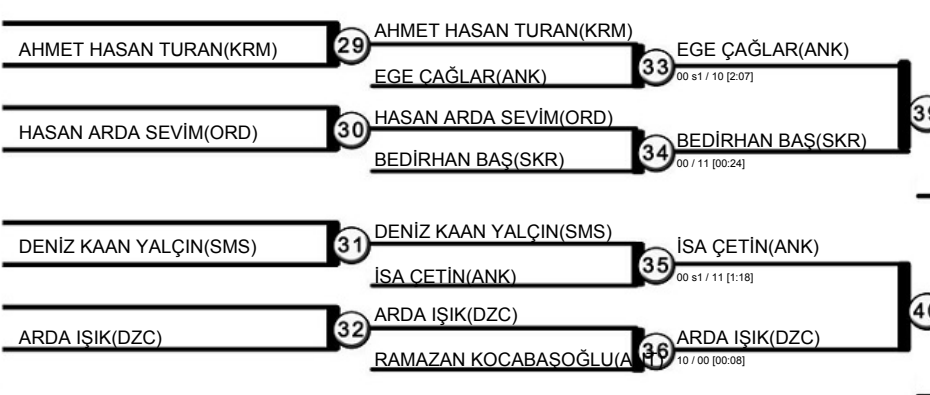 AHMET HASAN TURAN(KRM)
29
AHMET HASAN TURAN(KRM)
EGE ÇAĞLAR(ANK)
33
EGE ÇAĞLAR(ANK)
00 s1 / 10 [2:07]
39
HASAN ARDA SEVİM(ORD)
30
HASAN ARDA SEVİM(ORD)
BEDİRHAN BAŞ(SKR)
34
BEDİRHAN BAŞ(SKR)
00 / 11 [00:24]
DENİZ KAAN YALÇIN(SMS)
31
DENİZ KAAN YALÇIN(SMS)
İSA ÇETİN(ANK)
35
İSA ÇETİN(ANK)
00 s1 / 11 [1:18]
40
ARDA IŞIK(DZC)
32
ARDA IŞIK(DZC)
RAMAZAN KOCABAŞOĞLU
36
ARDA IŞIK(DZC)
10 / 00 [00:08]